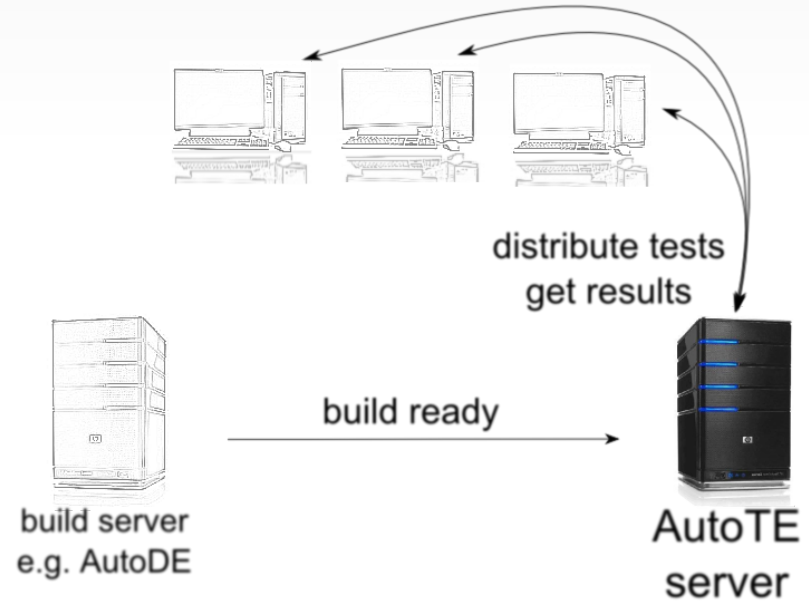 distribute tests
get results
build ready
build server
e.g. AutoDE
AutoTE
server